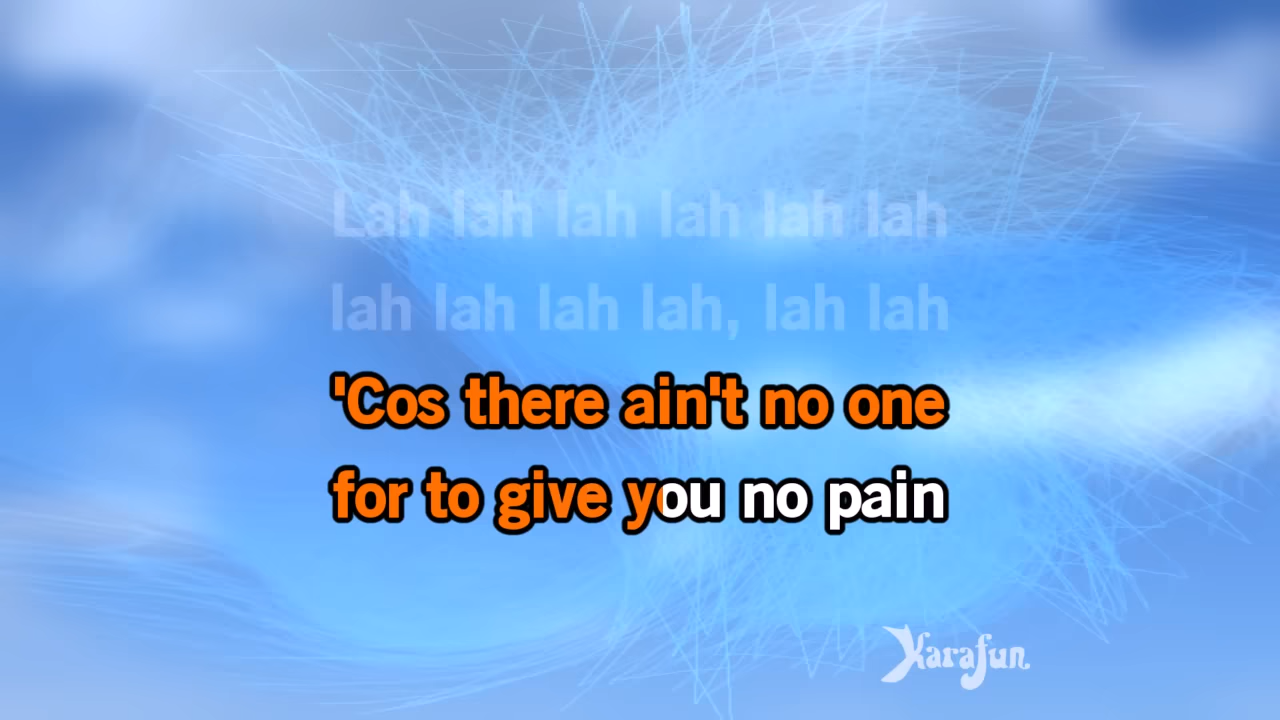 Lah lah lah lah lah lah
lah lah lah lah, lah lah
'Cos there ain't no one
for to give you no pain
Karafun